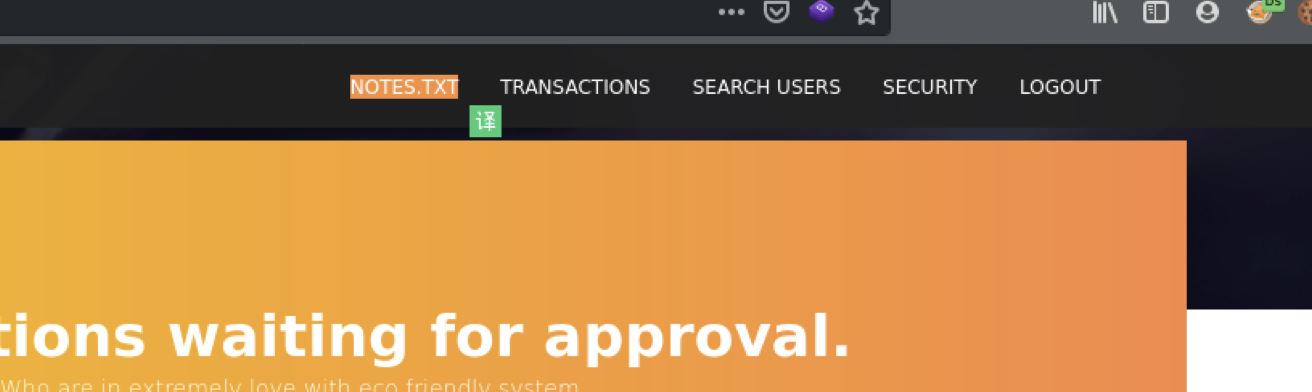 DS
NOTES.TXT TRANSACTIONS SEARCH USERS SECURITY LOGOUT
译
tions waiting for approval.
Who are in extremely love with eco friendly system